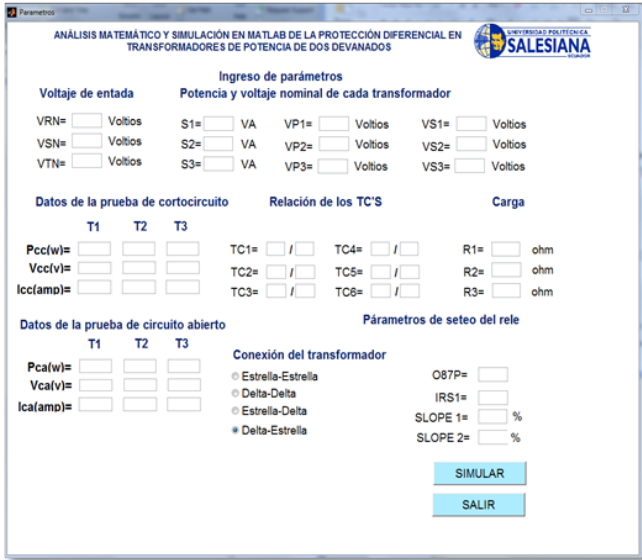 Parametros
ANÁLISIS MATEMÁTICO Y SIMULACIÓN EN MATLAB DE LA PROTECCIÓN DIFERENCIAL EN
TRANSFORMADORES DE POTENCIA DE DOS DEVANADOS
UNIVERSIDAD POLITÉCNICA
SALESIANA
ECUADOR
Ingreso de parámetros
Voltaje de entada Potencia y voltaje nominal de cada transformador
VRN= Voltios S1= VA VP1= Voltios VS1= Voltios
VSN= Voltios S2= VA VP2= Voltios VS2= Voltios
VTN= Voltios S3= VA VP3= Voltios VS3= Voltios
Datos de la prueba de cortocircuito Relación de los TC'S Carga
T1 T2 T3
Pcc(w)= TC1= / TC4= / R1= ohm
Vcc(v)= TC2= / TC5= / R2= ohm
Icc(amp)= TC3= / TC6= / R3= ohm
Datos de la prueba de circuito abierto Párametros de seteo del rele
T1 T2 T3
Pca(w)=
Vca(v)=
Ica(amp)=
Conexión del transformador
Estrella-Estrella
Delta-Delta
Estrella-Delta
Delta-Estrella
O87P=
IRS1=
SLOPE 1= %
SLOPE 2= %
SIMULAR
SALIR